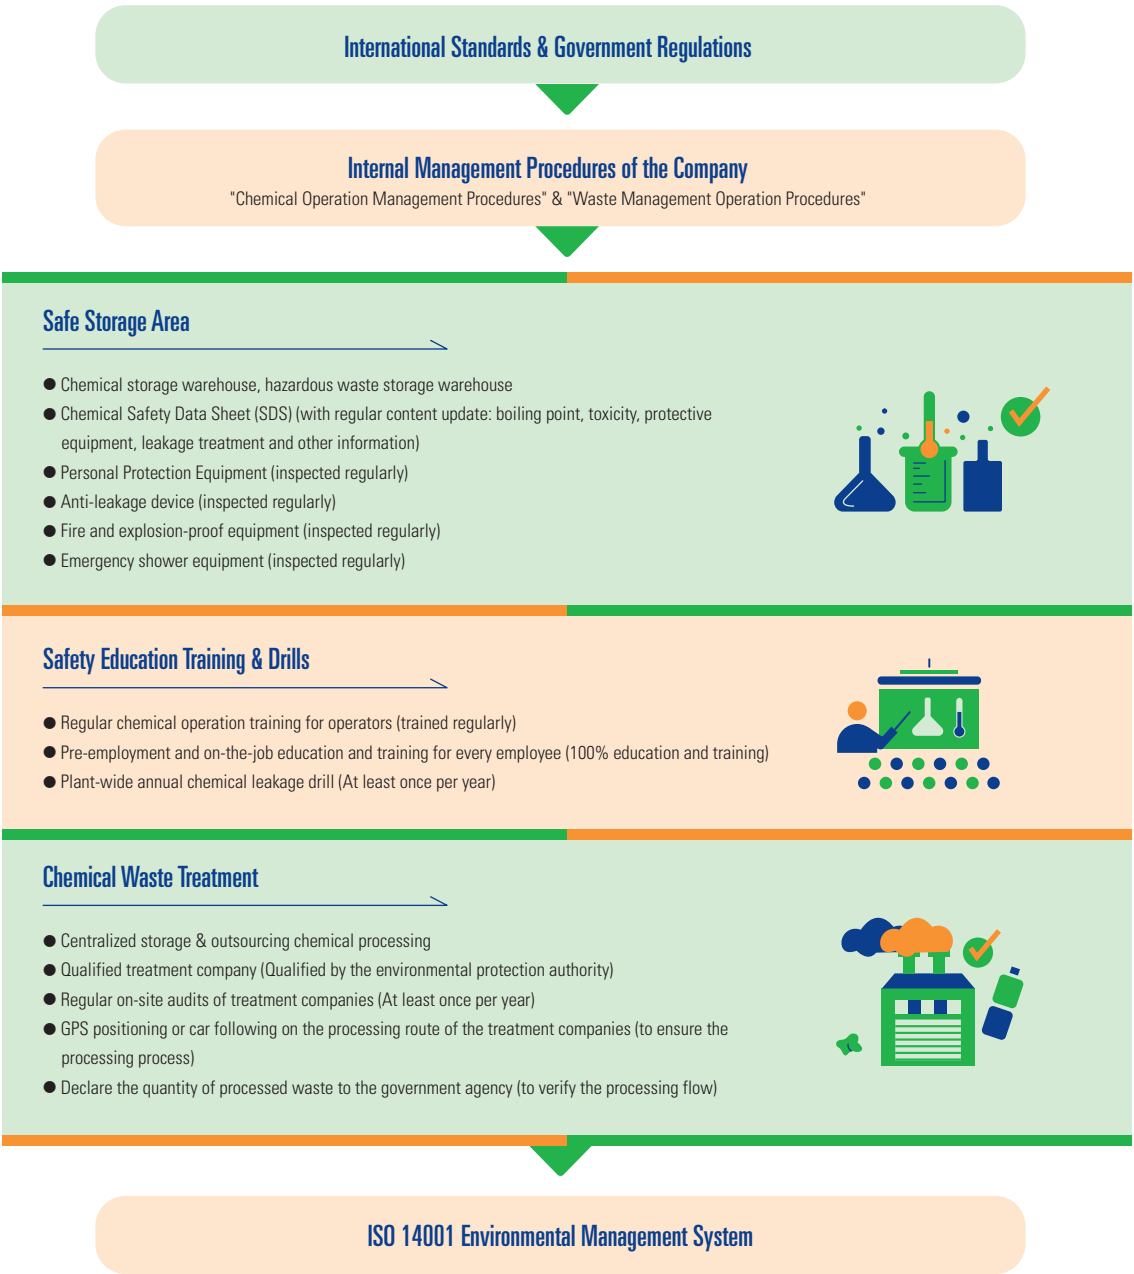 International Standards & Government Regulations
Internal Management Procedures of the Company
"Chemical Operation Management Procedures" & "Waste Management Operation Procedures"
Safe Storage Area
● Chemical storage warehouse, hazardous waste storage warehouse
● Chemical Safety Data Sheet (SDS) (with regular content update: boiling point, toxicity, protective
equipment, leakage treatment and other information)
● Personal Protection Equipment (inspected regularly)
● Anti-leakage device (inspected regularly)
● Fire and explosion-proof equipment (inspected regularly)
● Emergency shower equipment (inspected regularly)
Safety Education Training & Drills
● Regular chemical operation training for operators (trained regularly)
● Pre-employment and on-the-job education and training for every employee (100% education and training)
● Plant-wide annual chemical leakage drill (At least once per year)
Chemical Waste Treatment
● Centralized storage & outsourcing chemical processing
● Qualified treatment company (Qualified by the environmental protection authority)
● Regular on-site audits of treatment companies (At least once per year)
● GPS positioning or car following on the processing route of the treatment companies (to ensure the
processing process)
● Declare the quantity of processed waste to the government agency (to verify the processing flow)
ISO 14001 Environmental Management System